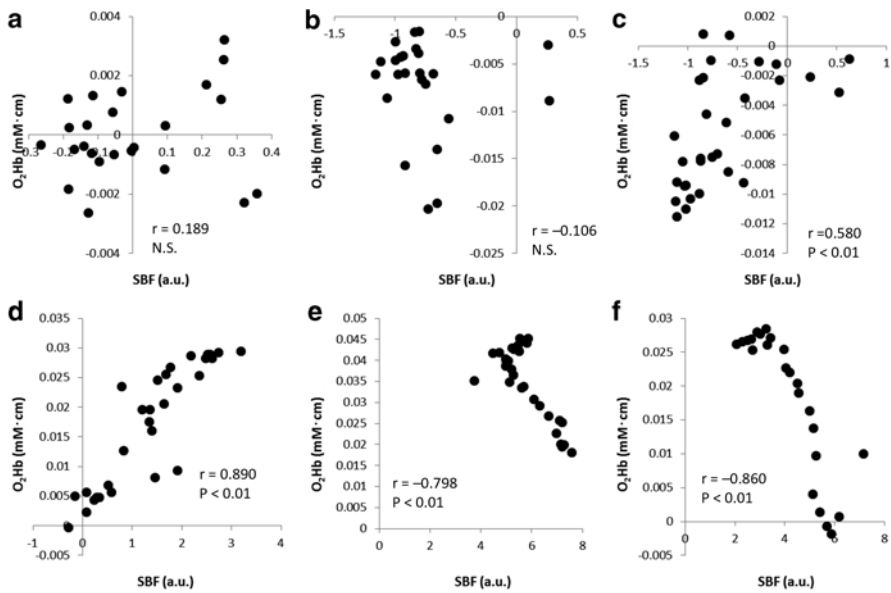 a
0.004
0.002
0
-0.002
-0.004
-0.3 -0.2 -0.1 0 0.1 0.2 0.3 0.4
O₂Hb (mM·cm)
r = 0.189
N.S.
SBF (a.u.)
b
-1.5 -1 -0.5 0 0.5
0
-0.005
-0.01
-0.015
-0.02
-0.025
O₂Hb (mM·cm)
r = –0.106
N.S.
SBF (a.u.)
c
0.002
0
-0.002
-0.004
-0.006
-0.008
-0.01
-0.012
-0.014
-1.5 -1 -0.5 0 0.5 1
O₂Hb (mM·cm)
r =0.580
P < 0.01
SBF (a.u.)
d
0.035
0.03
0.025
0.02
0.015
0.01
0.005
0
-0.005
-1 0 1 2 3 4
O₂Hb (mM·cm)
r = 0.890
P < 0.01
SBF (a.u.)
e
0.05
0.045
0.04
0.035
0.03
0.025
0.02
0.015
0.01
0.005
0
0 2 4 6 8
O₂Hb (mM·cm)
r = –0.798
P < 0.01
SBF (a.u.)
f
0.03
0.025
0.02
0.015
0.01
0.005
0
-0.005
0 2 4 6 8
O₂Hb (mM·cm)
r = –0.860
P < 0.01
SBF (a.u.)